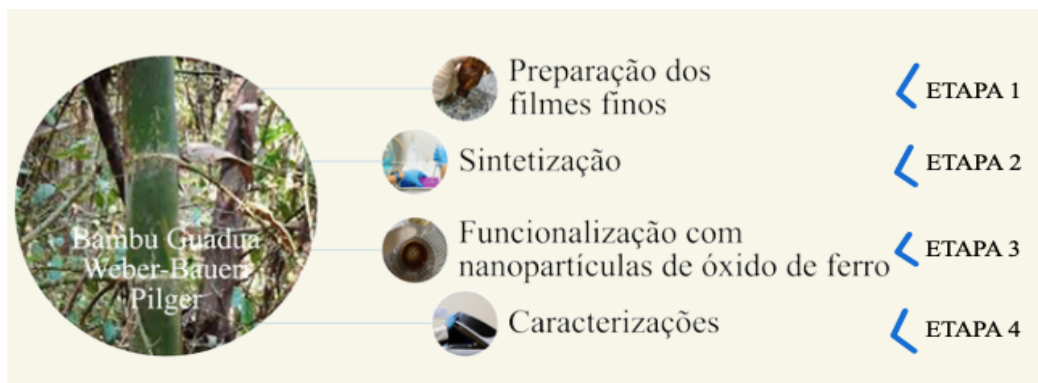 Bambu Guadua
Weber-Bauen
Pilger
Preparação dos
filmes finos
ETAPA 1
Sintetização
ETAPA 2
Funcionalização com
nanopartículas de óxido de ferro
ETAPA 3
Caracterizações
ETAPA 4